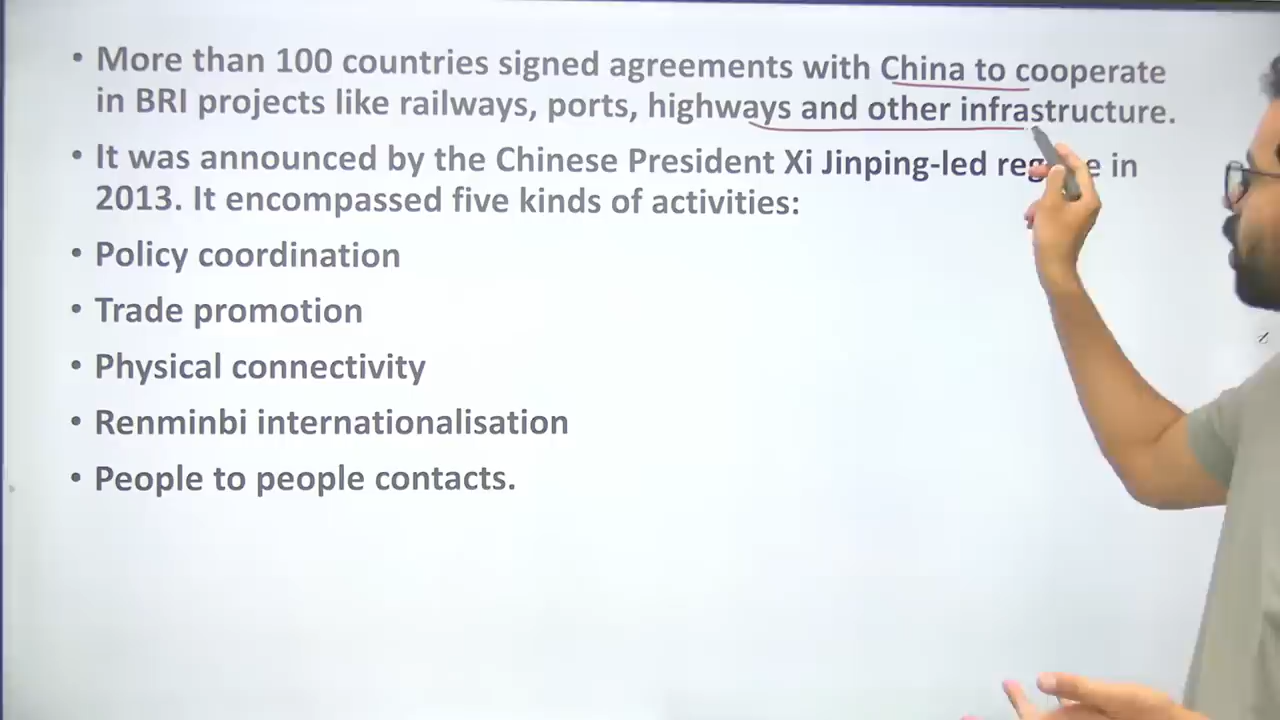 • More than 100 countries signed agreements with China to cooperate
in BRI projects like railways, ports, highways and other infrastructure.
• It was announced by the Chinese President Xi Jinping-led in
2013. It encompassed five kinds of activities:
• Policy coordination
• Trade promotion
• Physical connectivity
• Renminbi internationalisation
• People to people contacts.